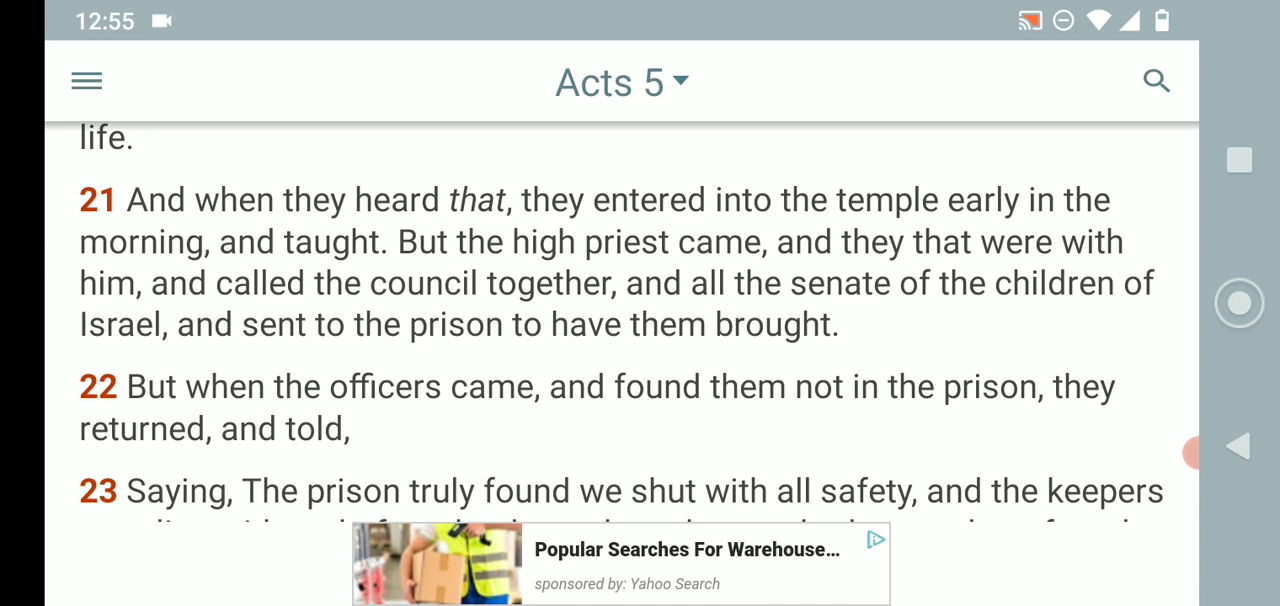 12:55
Acts 5
life.
21 And when they heard that, they entered into the temple early in the
morning, and taught. But the high priest came, and they that were with
him, and called the council together, and all the senate of the children of
Israel, and sent to the prison to have them brought.
22 But when the officers came, and found them not in the prison, they
returned, and told,
23 Saying, The prison truly found we shut with all safety, and the keepers
Popular Searches For Warehouse...
sponsored by: Yahoo Search